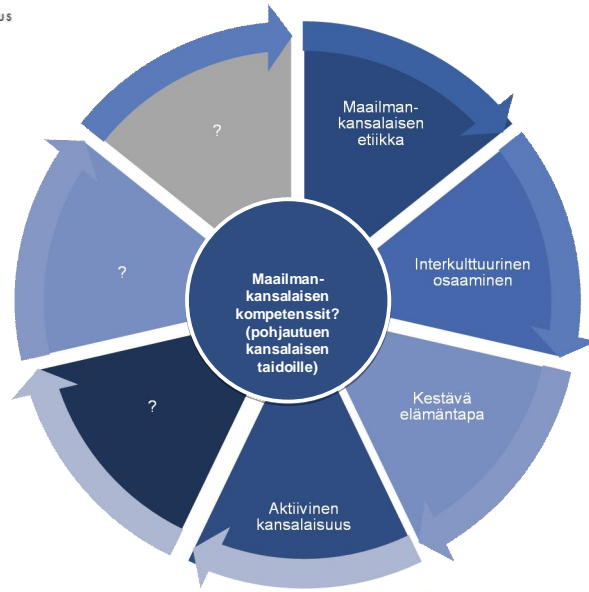 US
Maailman-
kansalaisen
etiikka
Interkulttuurinen
osaaminen
Kestävä
elämäntapa
Aktiivinen
kansalaisuus
?
?
?
Maailman-
kansalaisen
kompetenssit?
(pohjautuen
kansalaisen
taidoille)